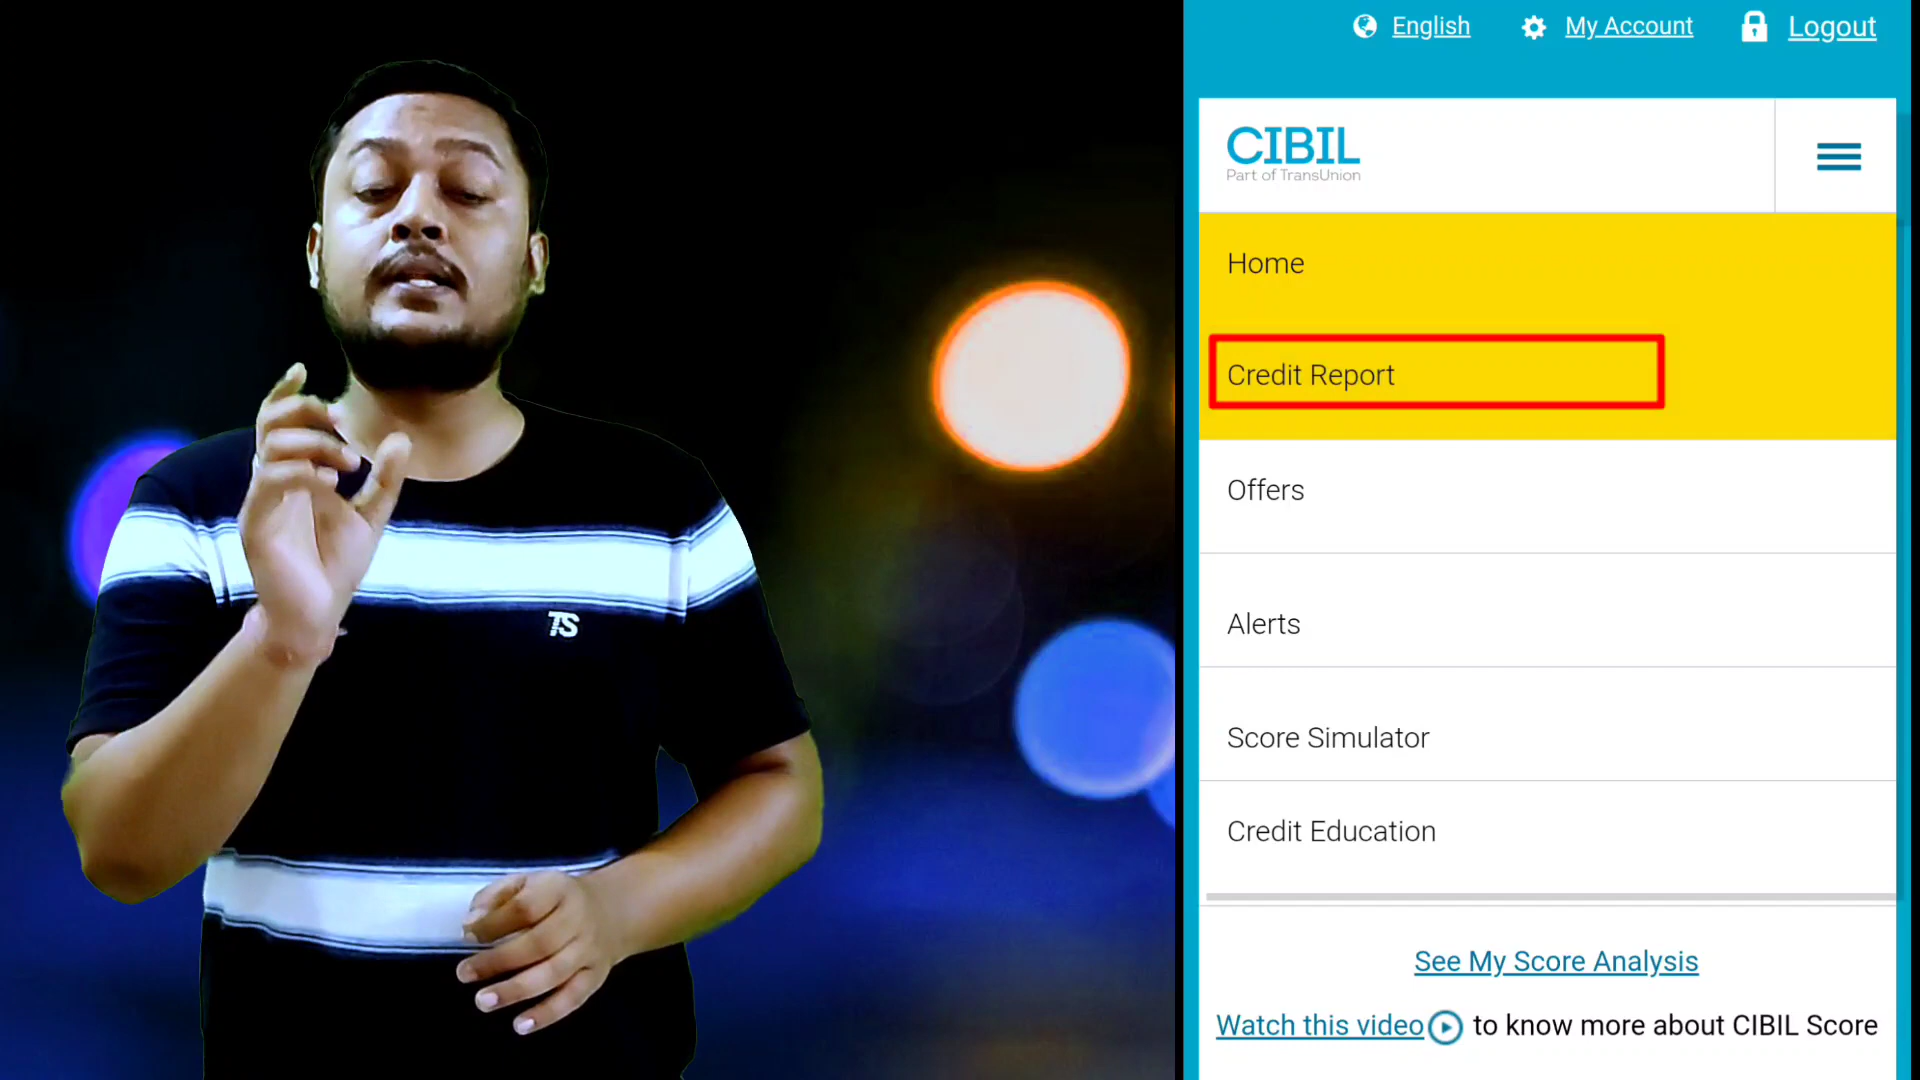 English My Account Logout
CIBIL
Part of TransUnion
Home
Credit Report
Offers
Alerts
Score Simulator
Credit Education
See My Score Analysis
Watch this video to know more about CIBIL Score
TS